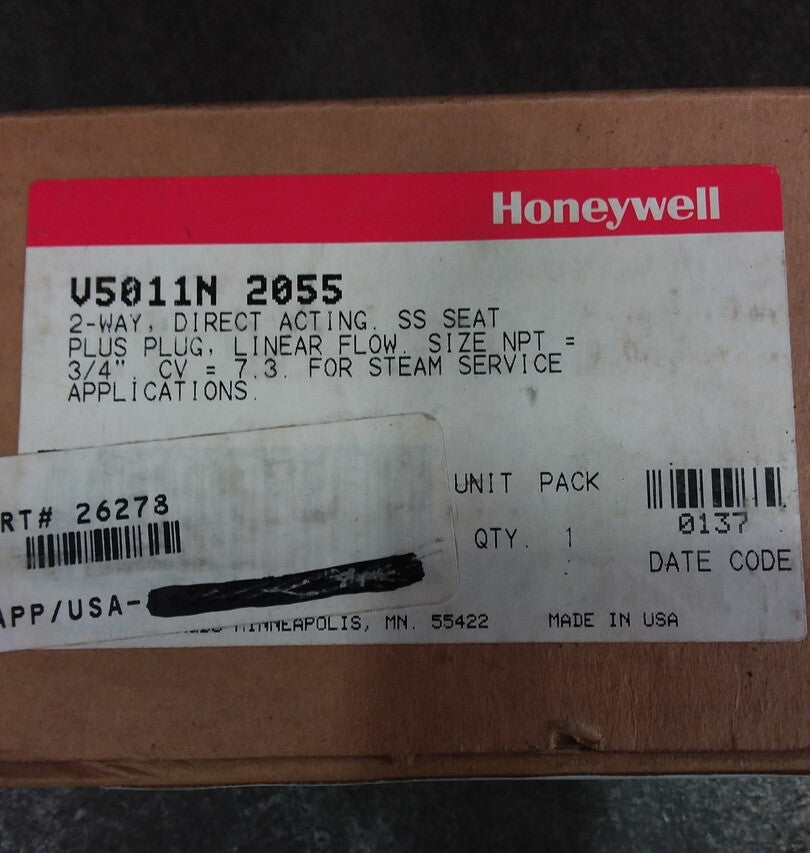 Honeywell
V5011N 2055
2-WAY, DIRECT ACTING. SS SEAT
PLUS PLUG, LINEAR FLOW. SIZE NPT =
3/4". CV = 7.3. FOR STEAM SERVICE
APPLICATIONS.
UNIT PACK
QTY. 1
0137
DATE CODE
RT# 26278
APP/USA-
MINNEAPOLIS, MN. 55422 MADE IN USA